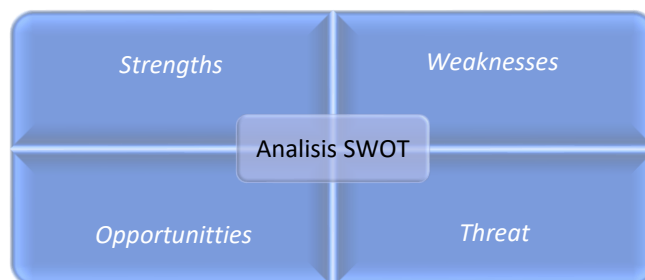 Strengths
Weaknesses
Analisis SWOT
Opportunitties
Threat